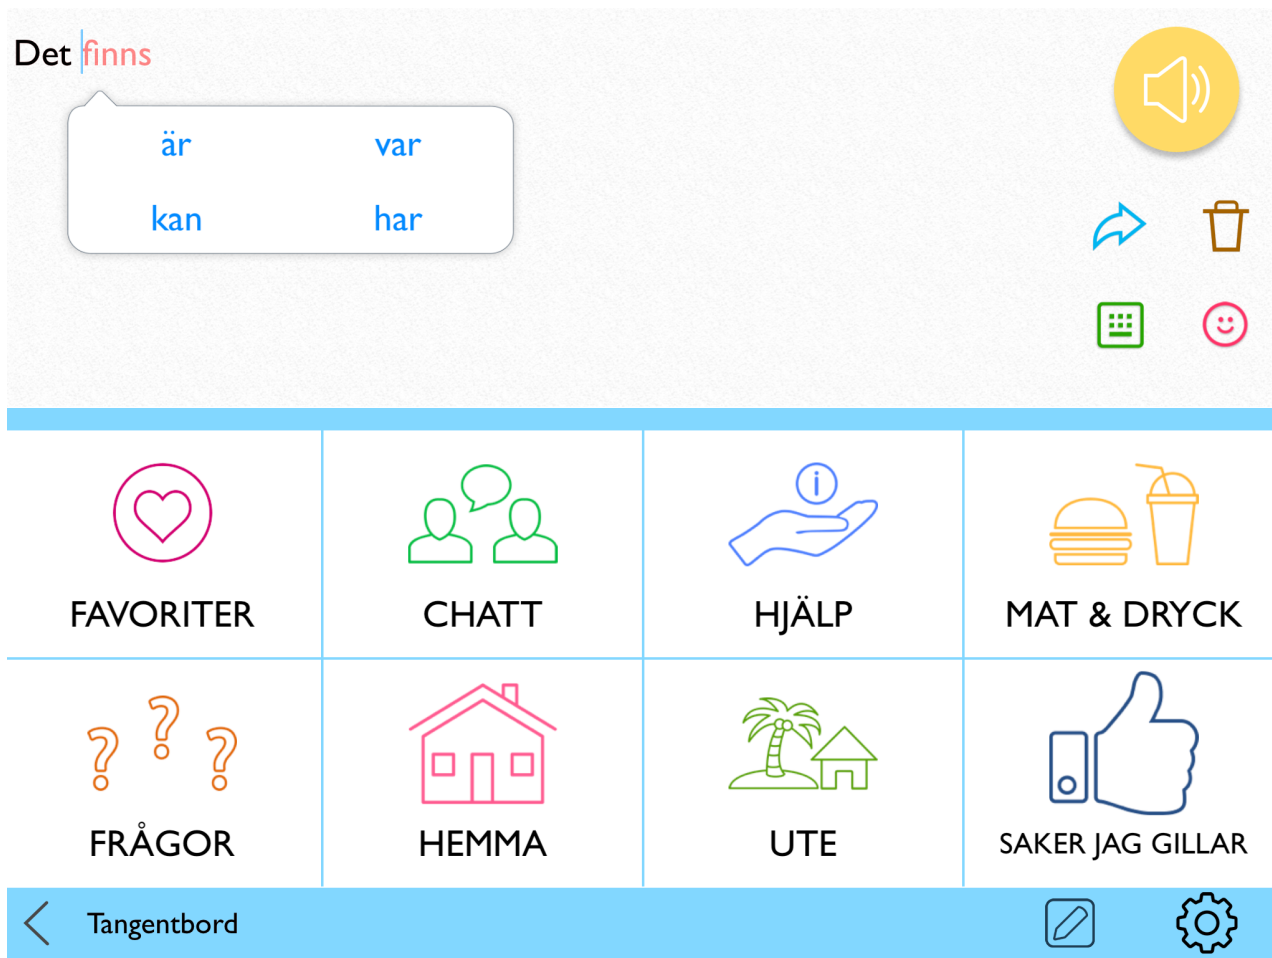 Det finns
är var
kan har
FAVORITER CHATT HJÄLP MAT & DRYCK
FRÅGOR HEMMA UTE SAKER JAG GILLAR
Tangentbord